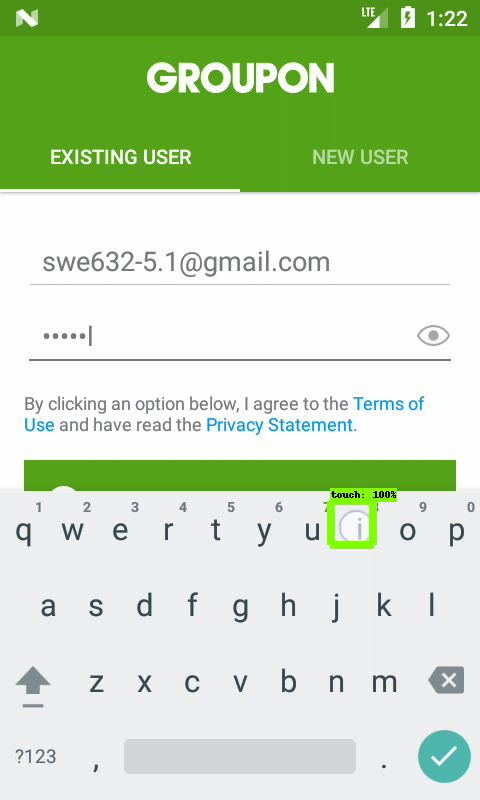 LTE 1:22
GROUPON
EXISTING USER NEW USER
swe632-5.1@gmail.com
•••••
By clicking an option below, I agree to the Terms of
Use and have read the Privacy Statement.
touch: 100%
1 2 3 4 5 6 7 8 9 0
q w e r t y u i o p
a s d f g h j k l
z x c v b n m
?123 , .